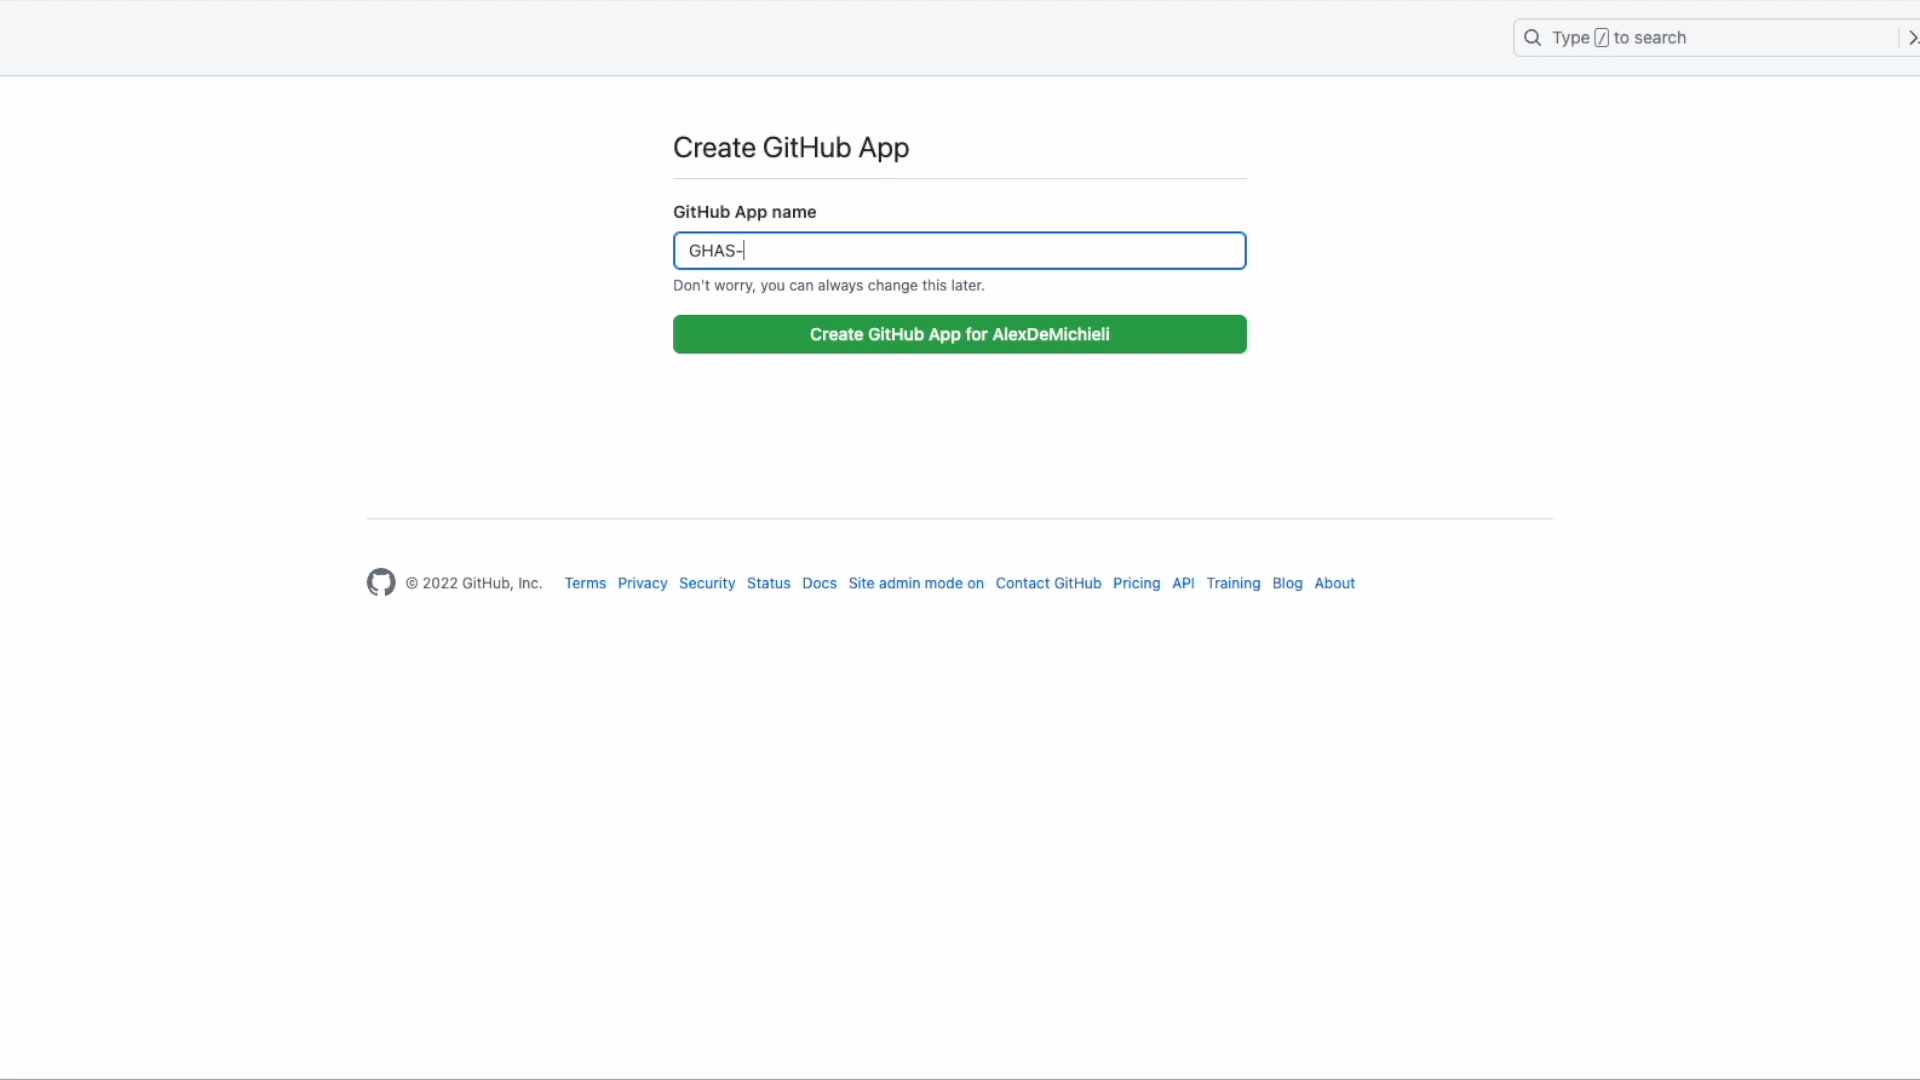 Type / to search
Create GitHub App
GitHub App name
GHAS-
Don't worry, you can always change this later.
Create GitHub App for AlexDeMichieli
© 2022 GitHub, Inc. Terms Privacy Security Status Docs Site admin mode on Contact GitHub Pricing API Training Blog About